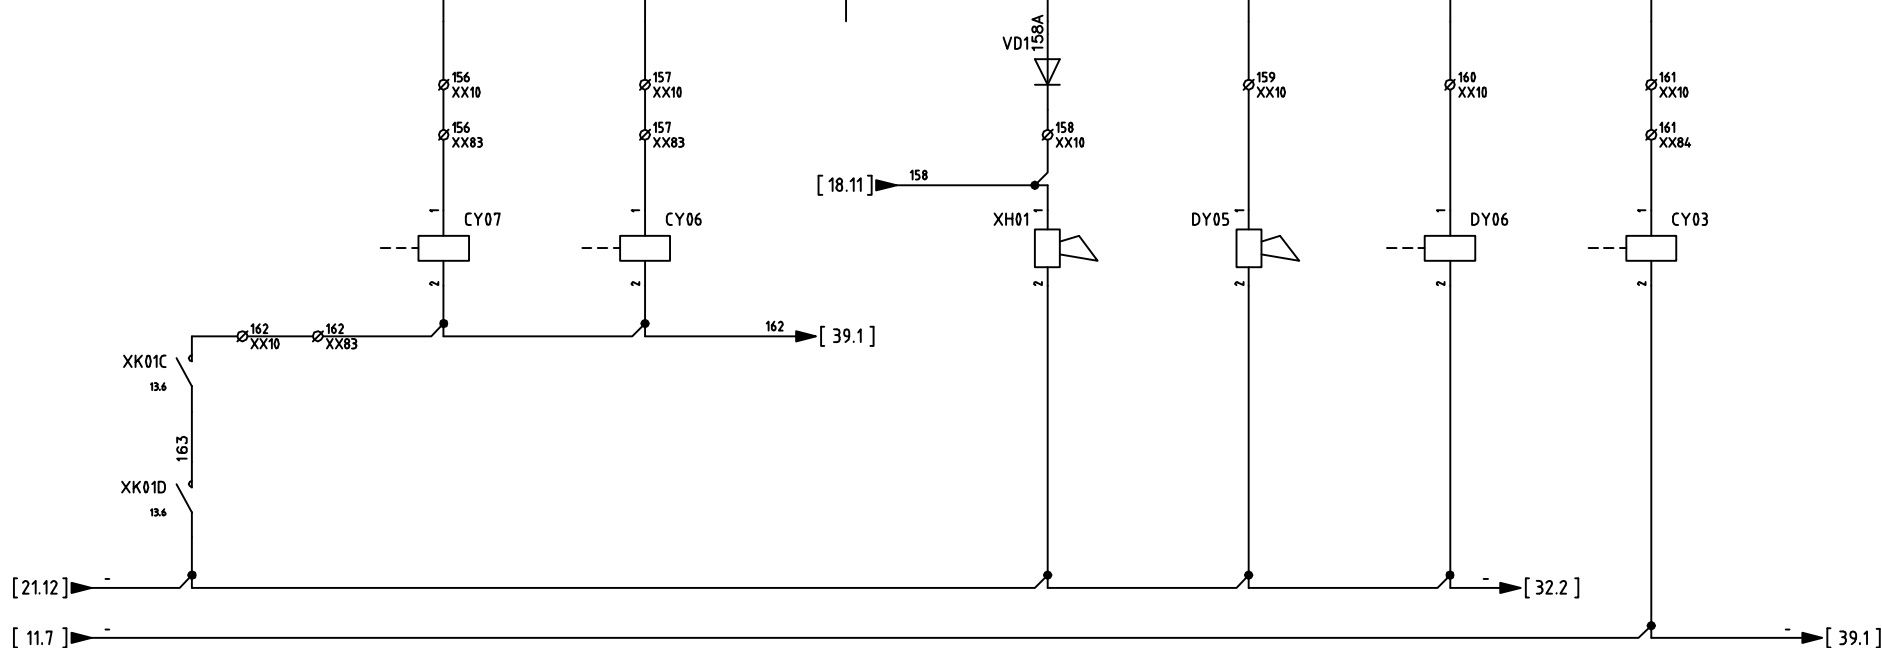 158A
VD1
156
XX10
157
XX10
159
XX10
160
XX10
161
XX10
156
XX83
157
XX83
158
XX10
161
XX84
[ 18.11 ]
158
1
CY07
1
CY06
XH01
1
DY05
1
1
DY06
1
CY03
2
2
2
2
2
2
162
XX10
162
XX83
162
[ 39.1 ]
XK01C
13.6
163
XK01D
13.6
[ 21.12 ]
-
-
[ 32.2 ]
[ 11.7 ]
-
-
[ 39.1 ]